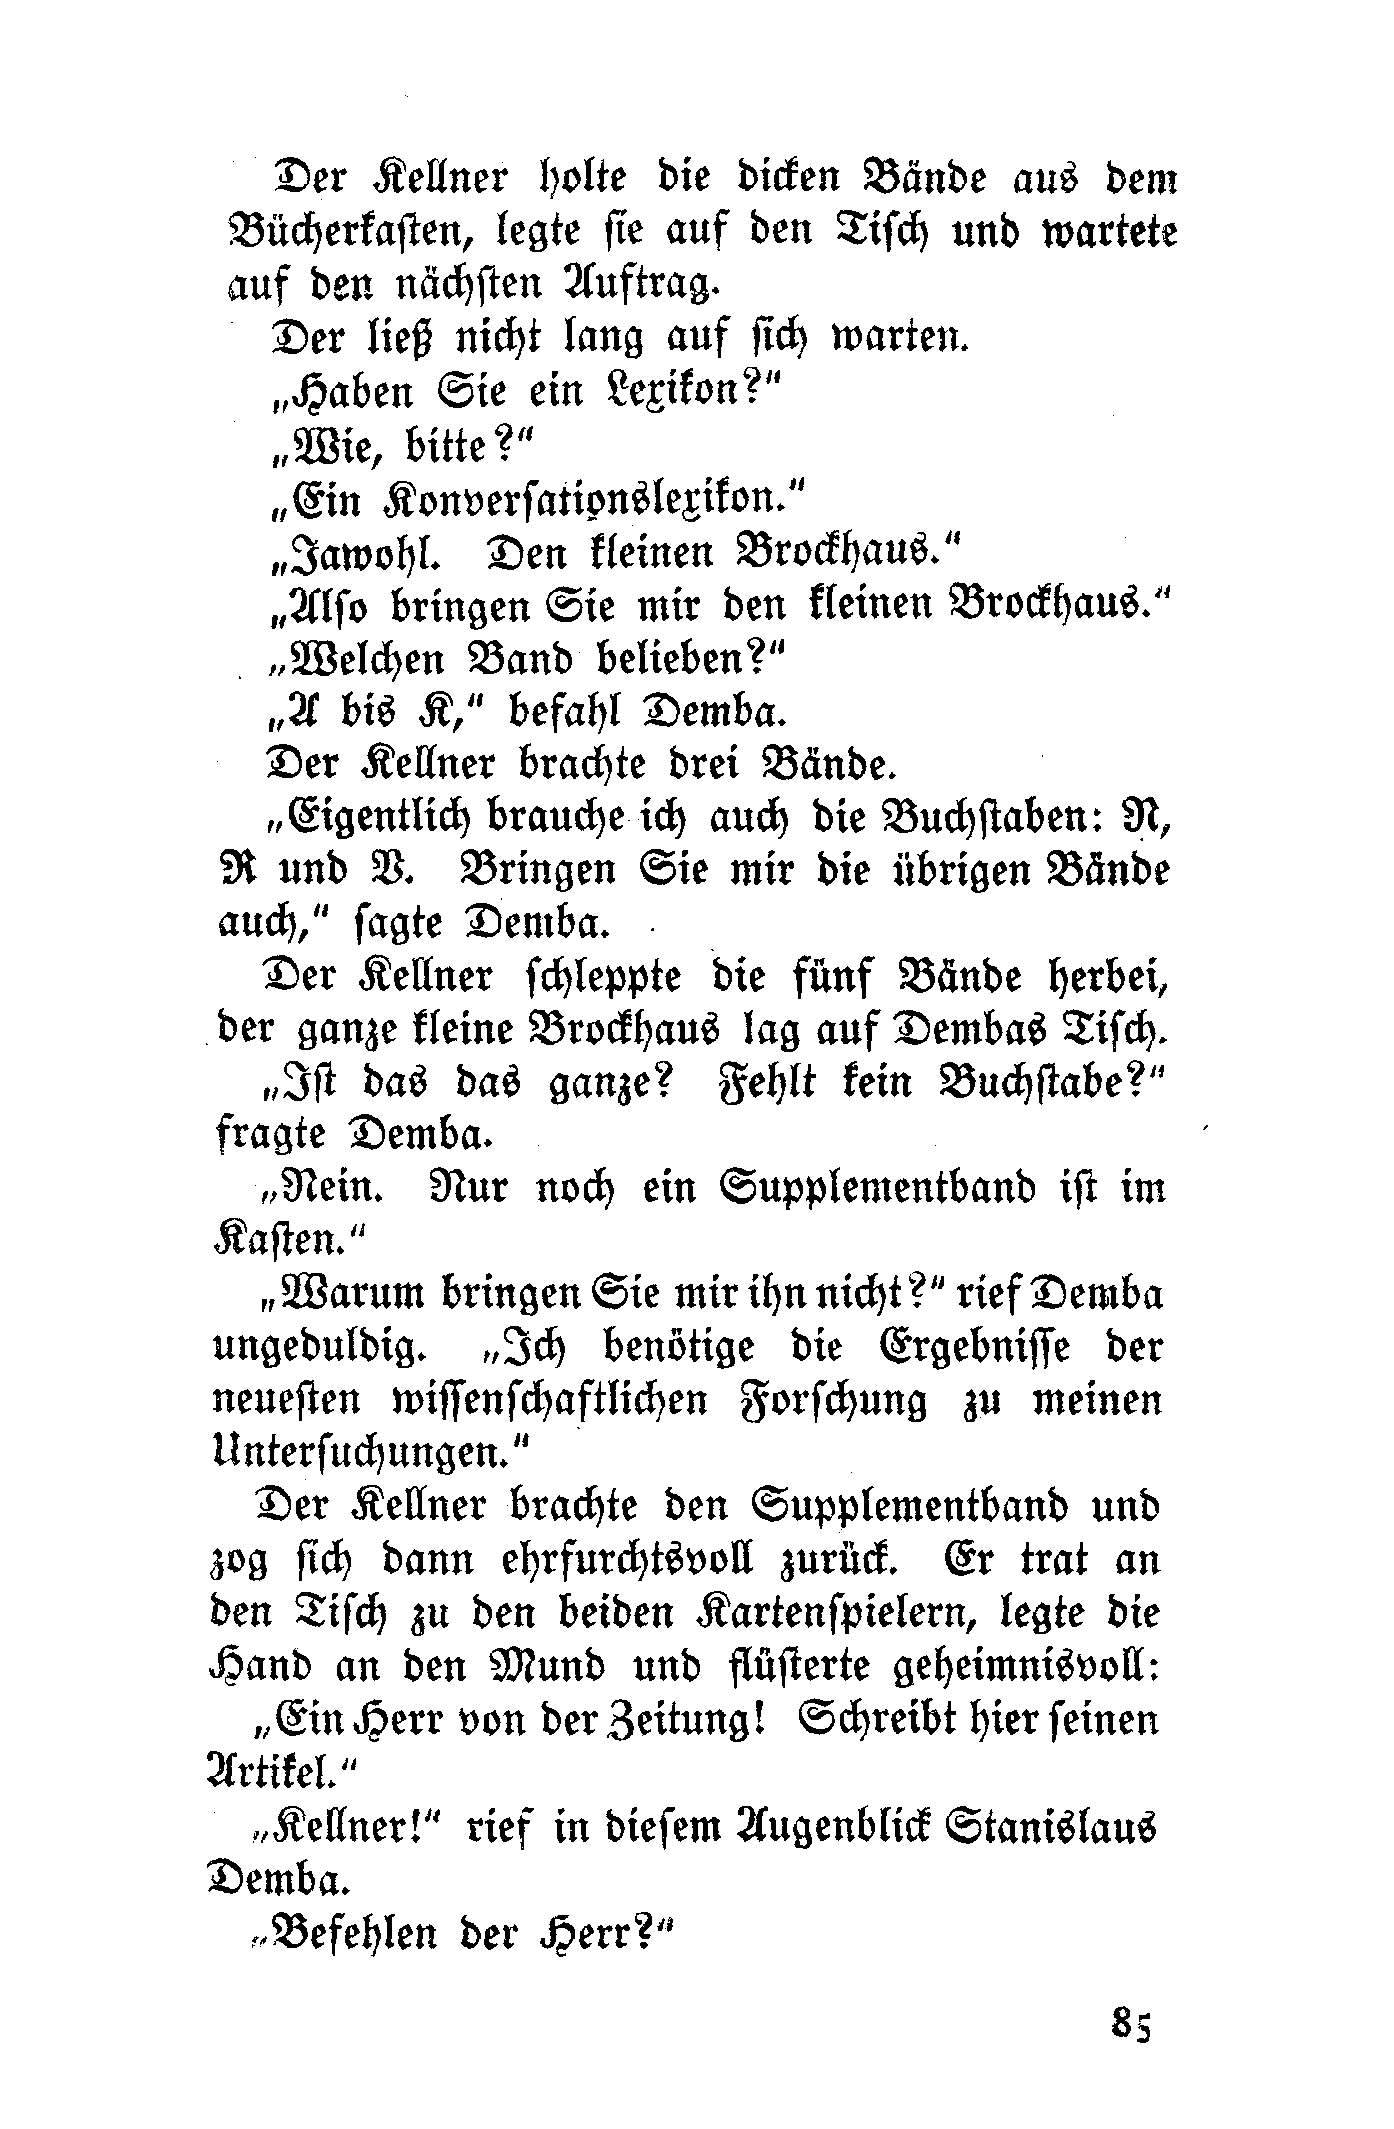 Der Kellner holte die dicken Bände aus dem
Bücherkasten, legte sie auf den Tisch und wartete
auf den nächsten Auftrag.
Der ließ nicht lang auf sich warten.
„Haben Sie ein Lexikon?“
„Wie, bitte?“
„Ein Konversationslexikon.“
„Jawohl. Den kleinen Brockhaus.“
„Also bringen Sie mir den kleinen Brockhaus.“
„Welchen Band belieben?“
„A bis K,“ befahl Demba.
Der Kellner brachte drei Bände.
„Eigentlich brauche ich auch die Buchstaben: N,
R und V. Bringen Sie mir die übrigen Bände
auch,“ sagte Demba.
Der Kellner schleppte die fünf Bände herbei,
der ganze kleine Brockhaus lag auf Dembas Tisch.
„Ist das das ganze? Fehlt kein Buchstabe?“
fragte Demba.
„Nein. Nur noch ein Supplementband ist im
Kasten.“
„Warum bringen Sie mir ihn nicht?“ rief Demba
ungeduldig. „Ich benötige die Ergebnisse der
neuesten wissenschaftlichen Forschung zu meinen
Untersuchungen.“
Der Kellner brachte den Supplementband und
zog sich dann ehrfurchtsvoll zurück. Er trat an
den Tisch zu den beiden Kartenspielern, legte die
Hand an den Mund und flüsterte geheimnisvoll:
„Ein Herr von der Zeitung! Schreibt hier seinen
Artikel.“
„Kellner!“ rief in diesem Augenblick Stanislaus
Demba.
„Befehlen der Herr?“
85